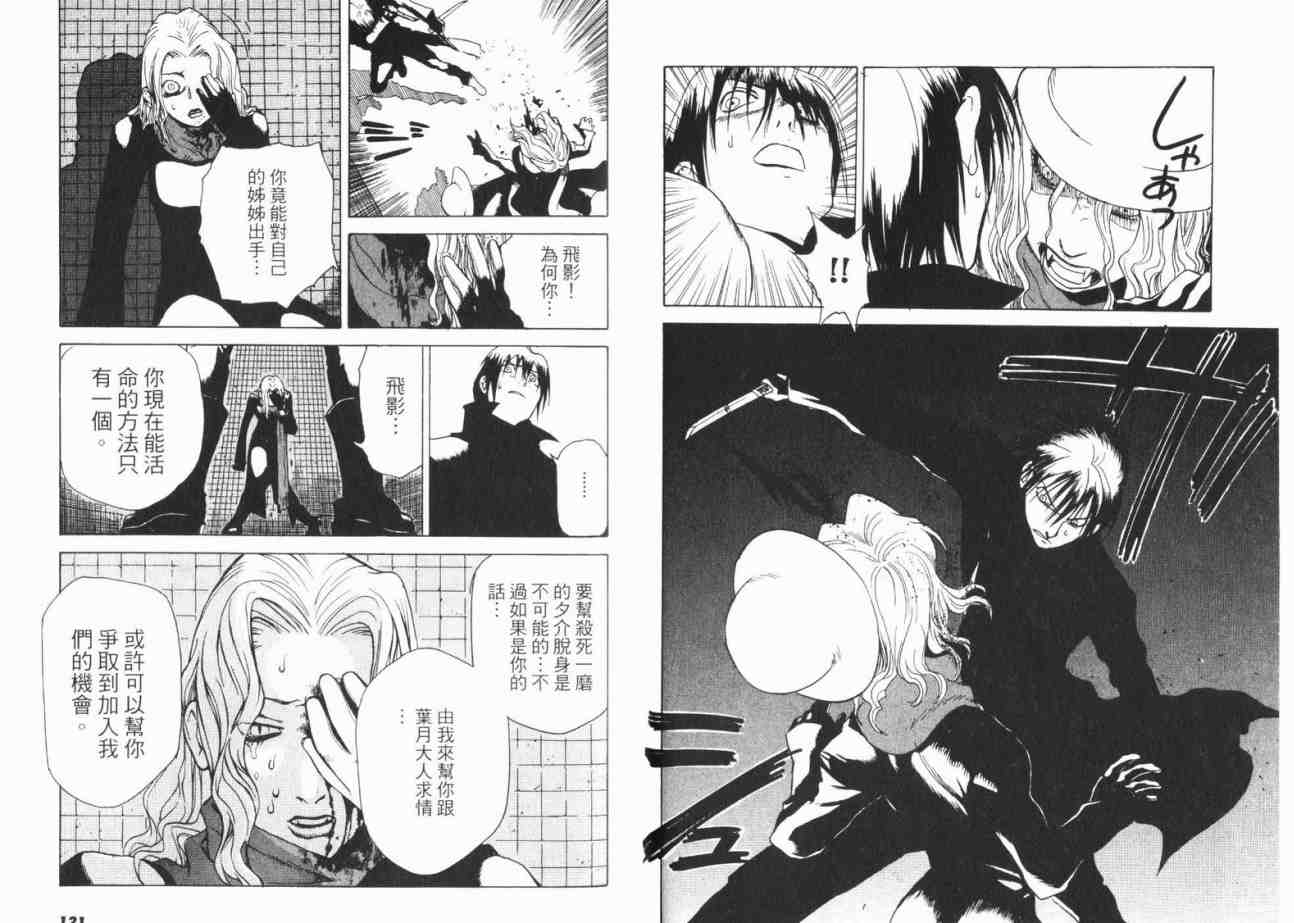 しゃあっ
!!
飛影！
為何你…
你竟能對自己
的姊姊出手…
……
飛影…
你現在能活
命的方法只
有一個。
要幫殺死一磨
的夕介脫身是
不可能的…不
過如果是你的
話…
由我來幫你跟
葉月大人求情
…
或許可以幫你
爭取到加入我
們的機會。
121